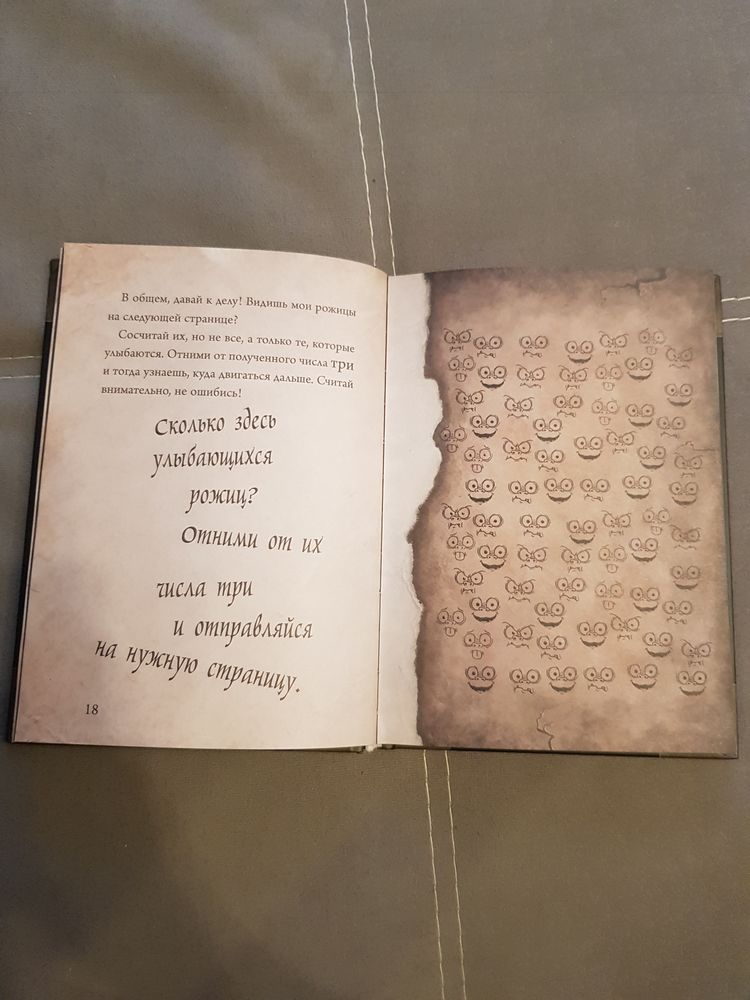 В общем, давай к делу! Видишь мои рожицы
на следующей странице?
Сосчитай их, но не все, а только те, которые
улыбаются. Отними от полученного числа три
и тогда узнаешь, куда двигаться дальше. Считай
внимательно, не ошибись!
Сколько здесь
улыбающихся
рожиц?
Отними от их
числа три
и отправляйся
на нужную страницу.
18